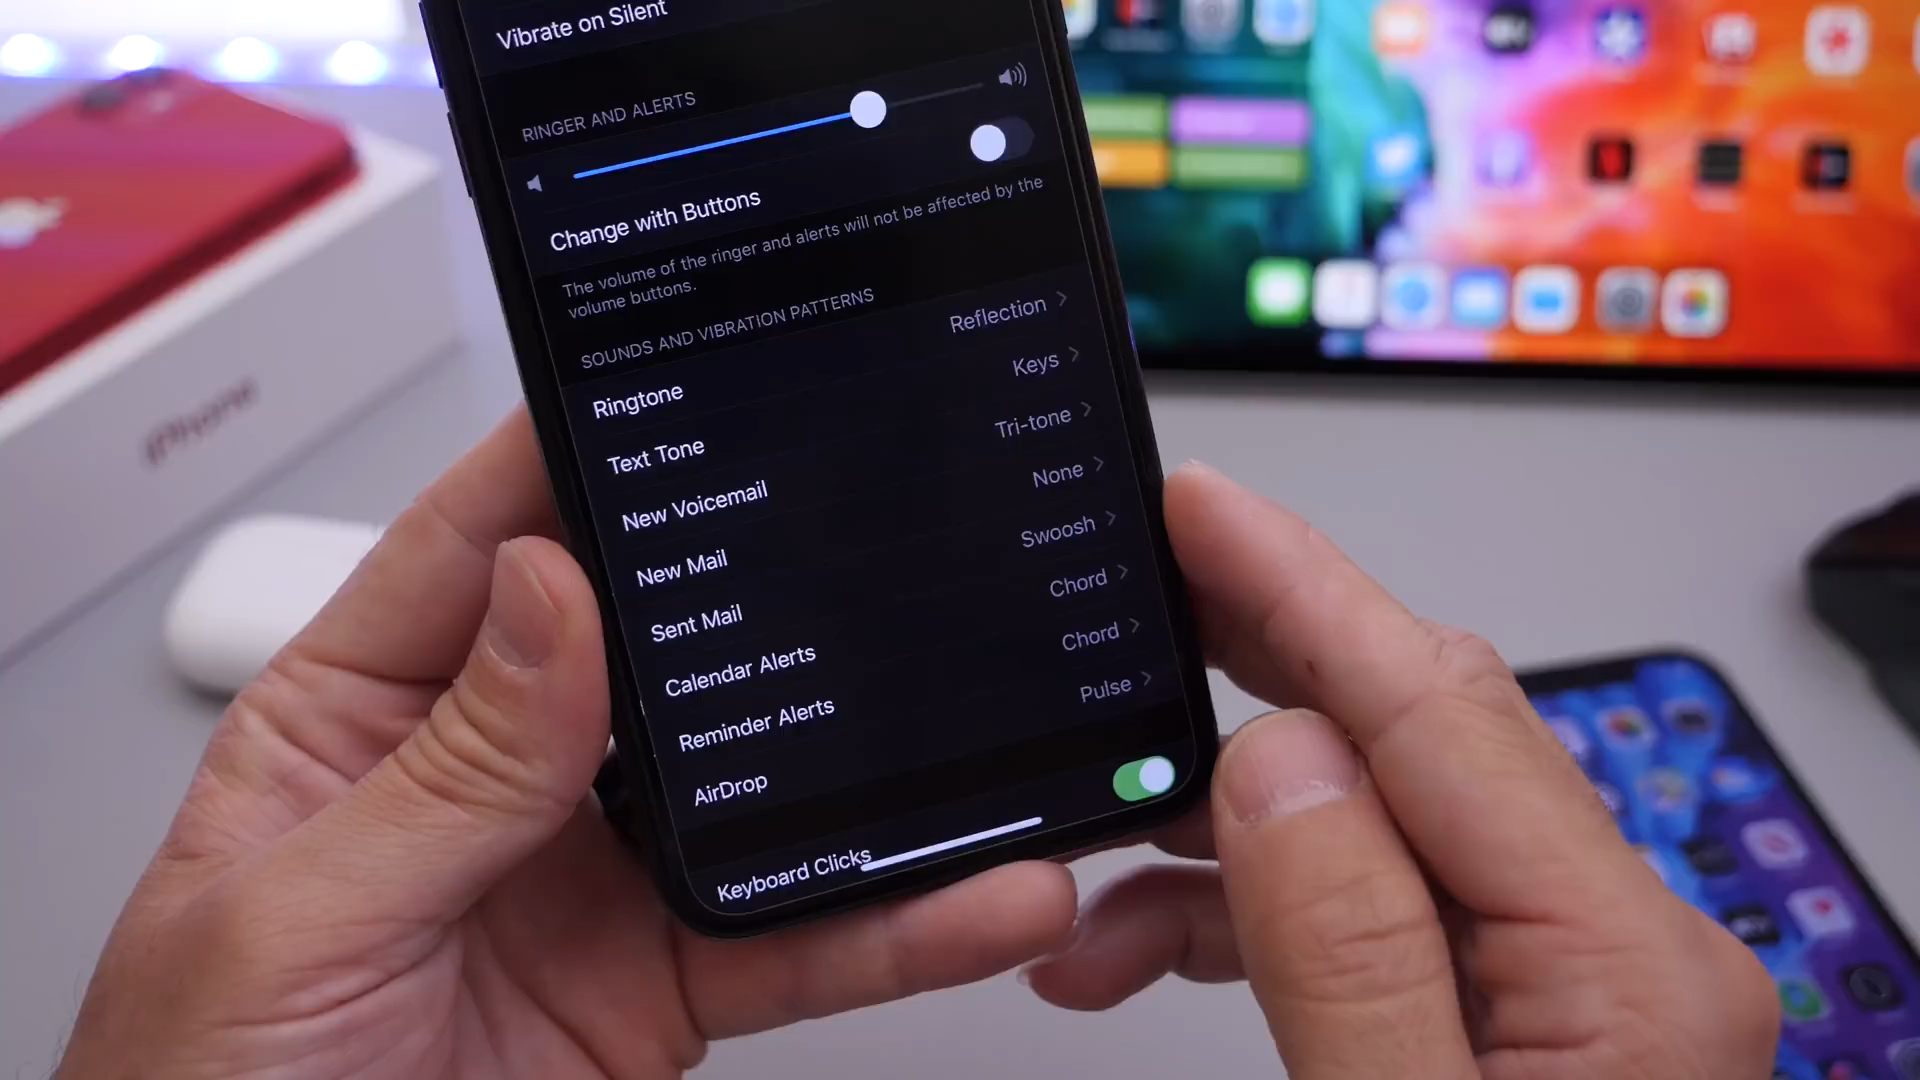 Vibrate on Silent
RINGER AND ALERTS
Change with Buttons
The volume of the ringer and alerts will not be affected by the
volume buttons.
SOUNDS AND VIBRATION PATTERNS
Ringtone Reflection
Text Tone Keys
New Voicemail Tri-tone
New Mail None
Sent Mail Swoosh
Calendar Alerts Chord
Reminder Alerts Chord
AirDrop Pulse
Keyboard Clicks
iPhone